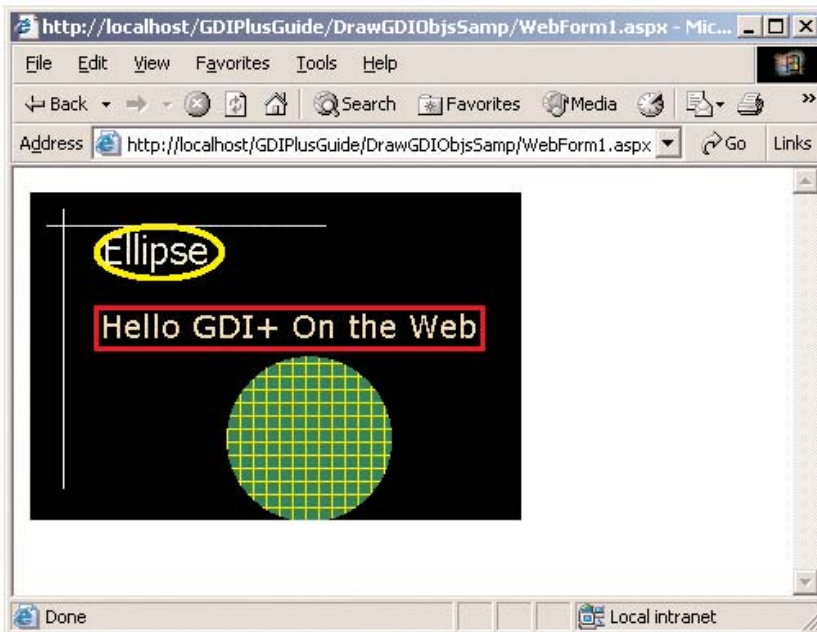 http://localhost/GDIPlusGuide/DrawGDIObjsSamp/WebForm1.aspx - Mic...
File Edit View Favorites Tools Help
Back Search Favorites Media »
Address http://localhost/GDIPlusGuide/DrawGDIObjsSamp/WebForm1.aspx Go Links
Ellipse
Hello GDI+ On the Web
Done Local intranet